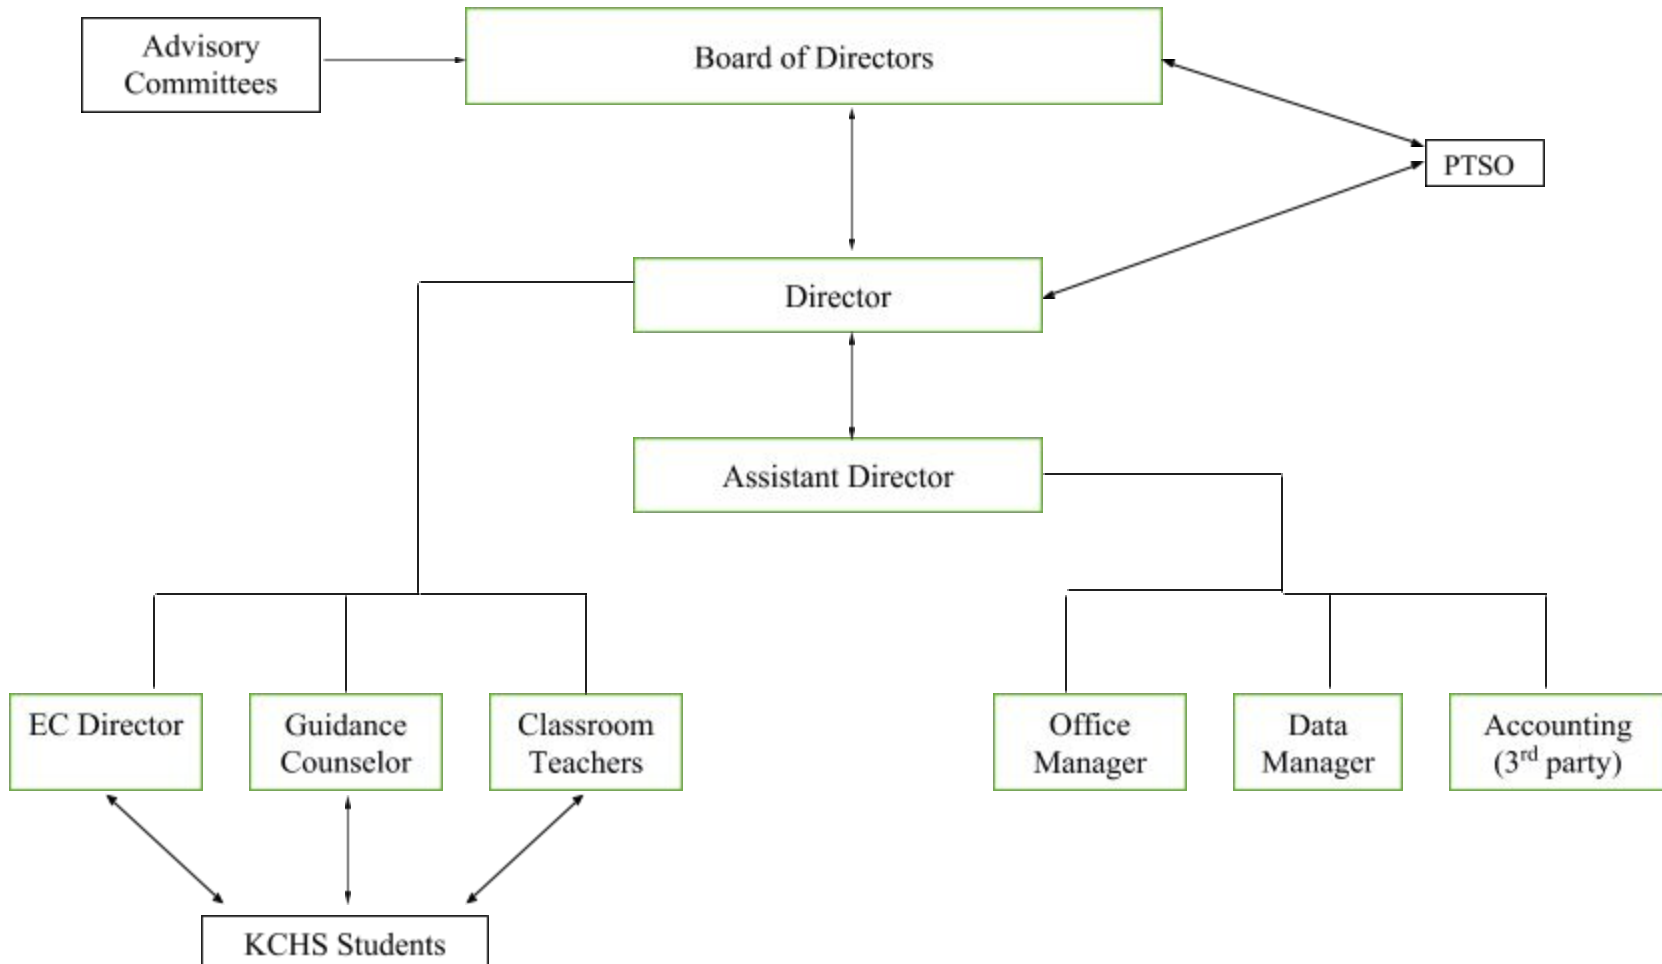 Advisory
Committees
Board of Directors
PTSO
Director
Assistant Director
EC Director
Guidance
Counselor
Classroom
Teachers
Office
Manager
Data
Manager
Accounting
(3rd party)
KCHS Students